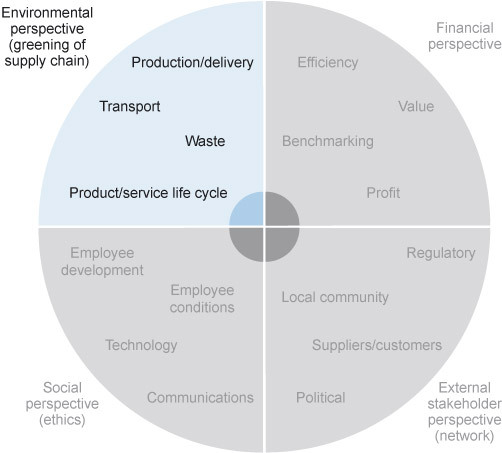 Environmental
perspective
(greening of
supply chain)
Production/delivery
Transport
Waste
Product/service life cycle
Financial
perspective
Efficiency
Value
Benchmarking
Profit
Employee
development
Employee
conditions
Technology
Communications
Social
perspective
(ethics)
Regulatory
Local community
Suppliers/customers
Political
External
stakeholder
perspective
(network)